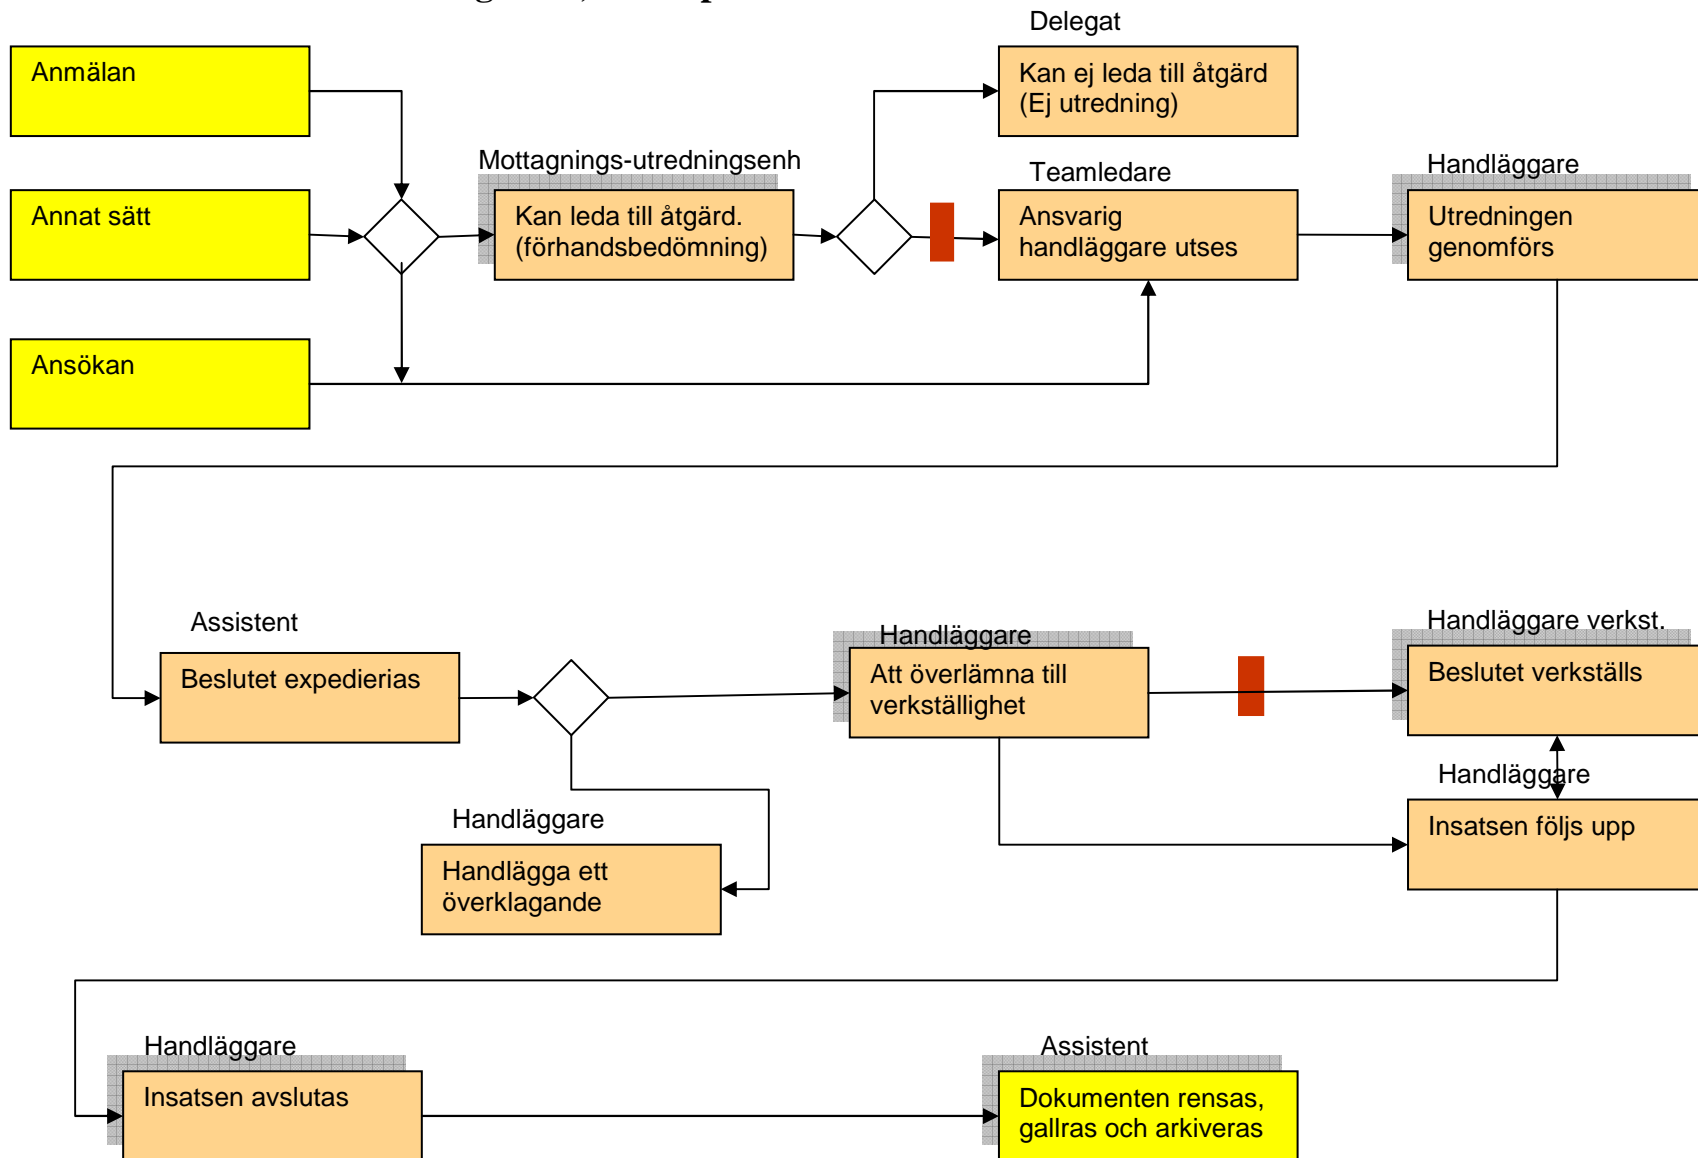 Delegat
Anmälan
Kan ej leda till åtgärd
(Ej utredning)
Mottagnings-utredningsenh
Teamledare
Handläggare
Annat sätt
Kan leda till åtgärd.
(förhandsbedömning)
Ansvarig
handläggare utses
Utredningen
genomförs
Ansökan
Assistent
Handläggare
Handläggare verkst.
Beslutet expedierias
Att överlämna till
verkställighet
Beslutet verkställs
Handläggare
Handläggare
Insatsen följs upp
Handlägga ett
överklagande
Handläggare
Assistent
Insatsen avslutas
Dokumenten rensas,
gallras och arkiveras